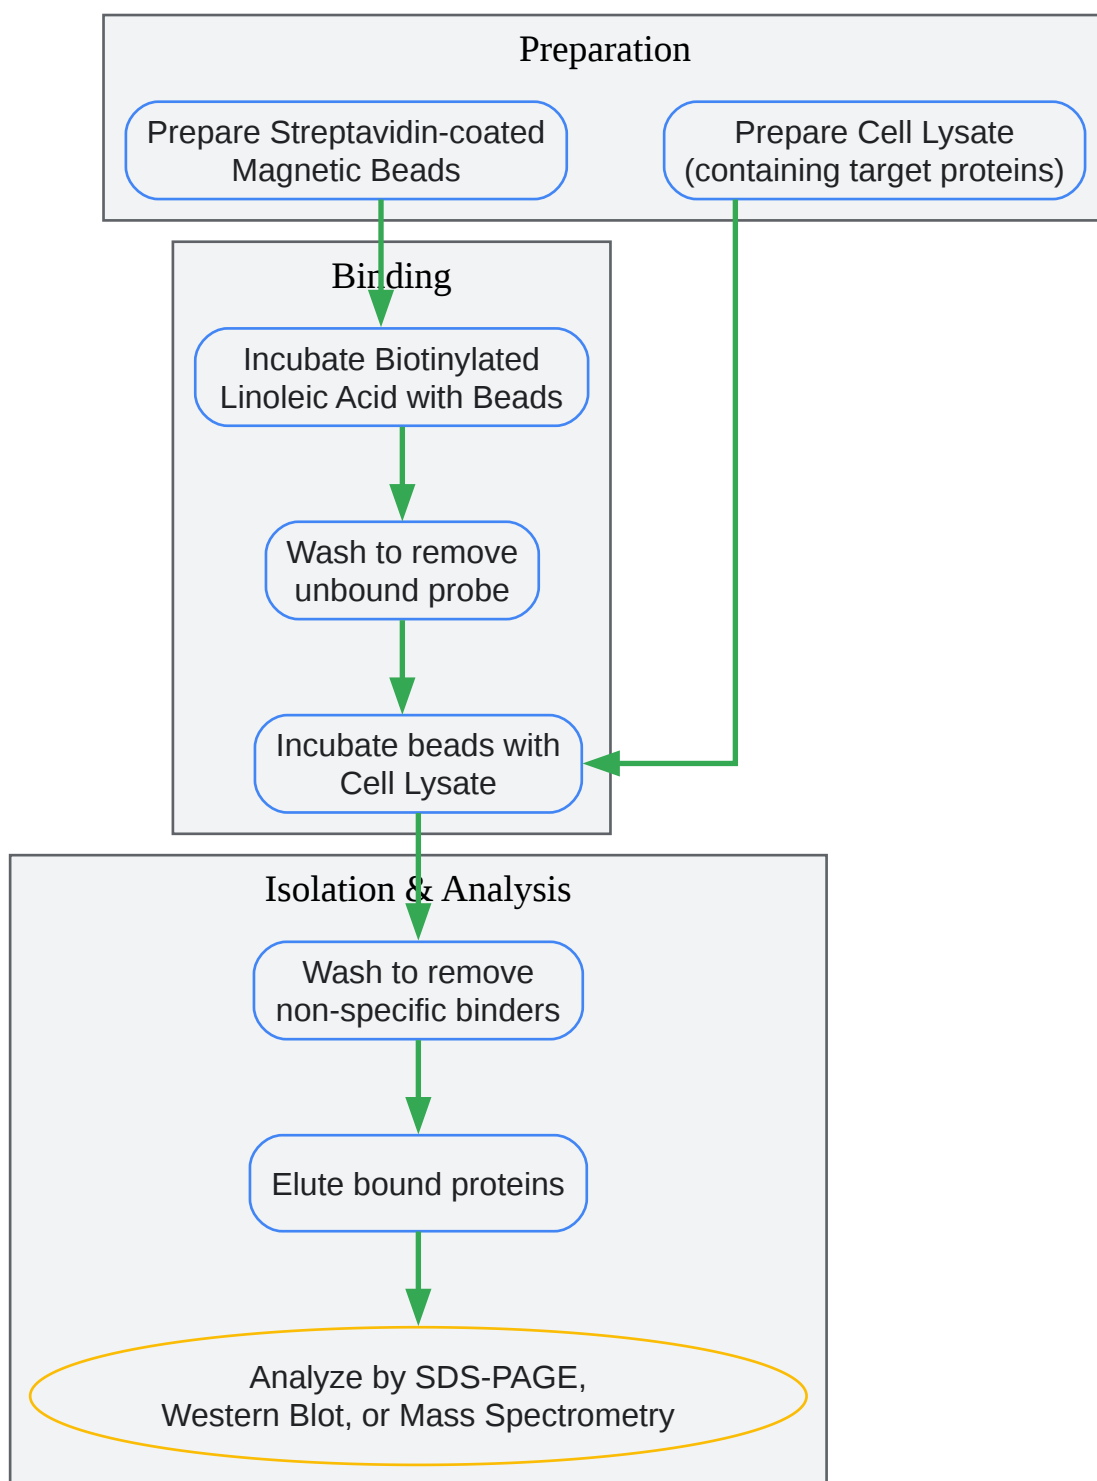 Preparation
Prepare Streptavidin-coated
Magnetic Beads
Prepare Cell Lysate
(containing target proteins)
Binding
Incubate Biotinylated
Linoleic Acid with Beads
Wash to remove
unbound probe
Incubate beads with
Cell Lysate
Isolation & Analysis
Wash to remove
non-specific binders
Elute bound proteins
Analyze by SDS-PAGE,
Western Blot, or Mass Spectrometry